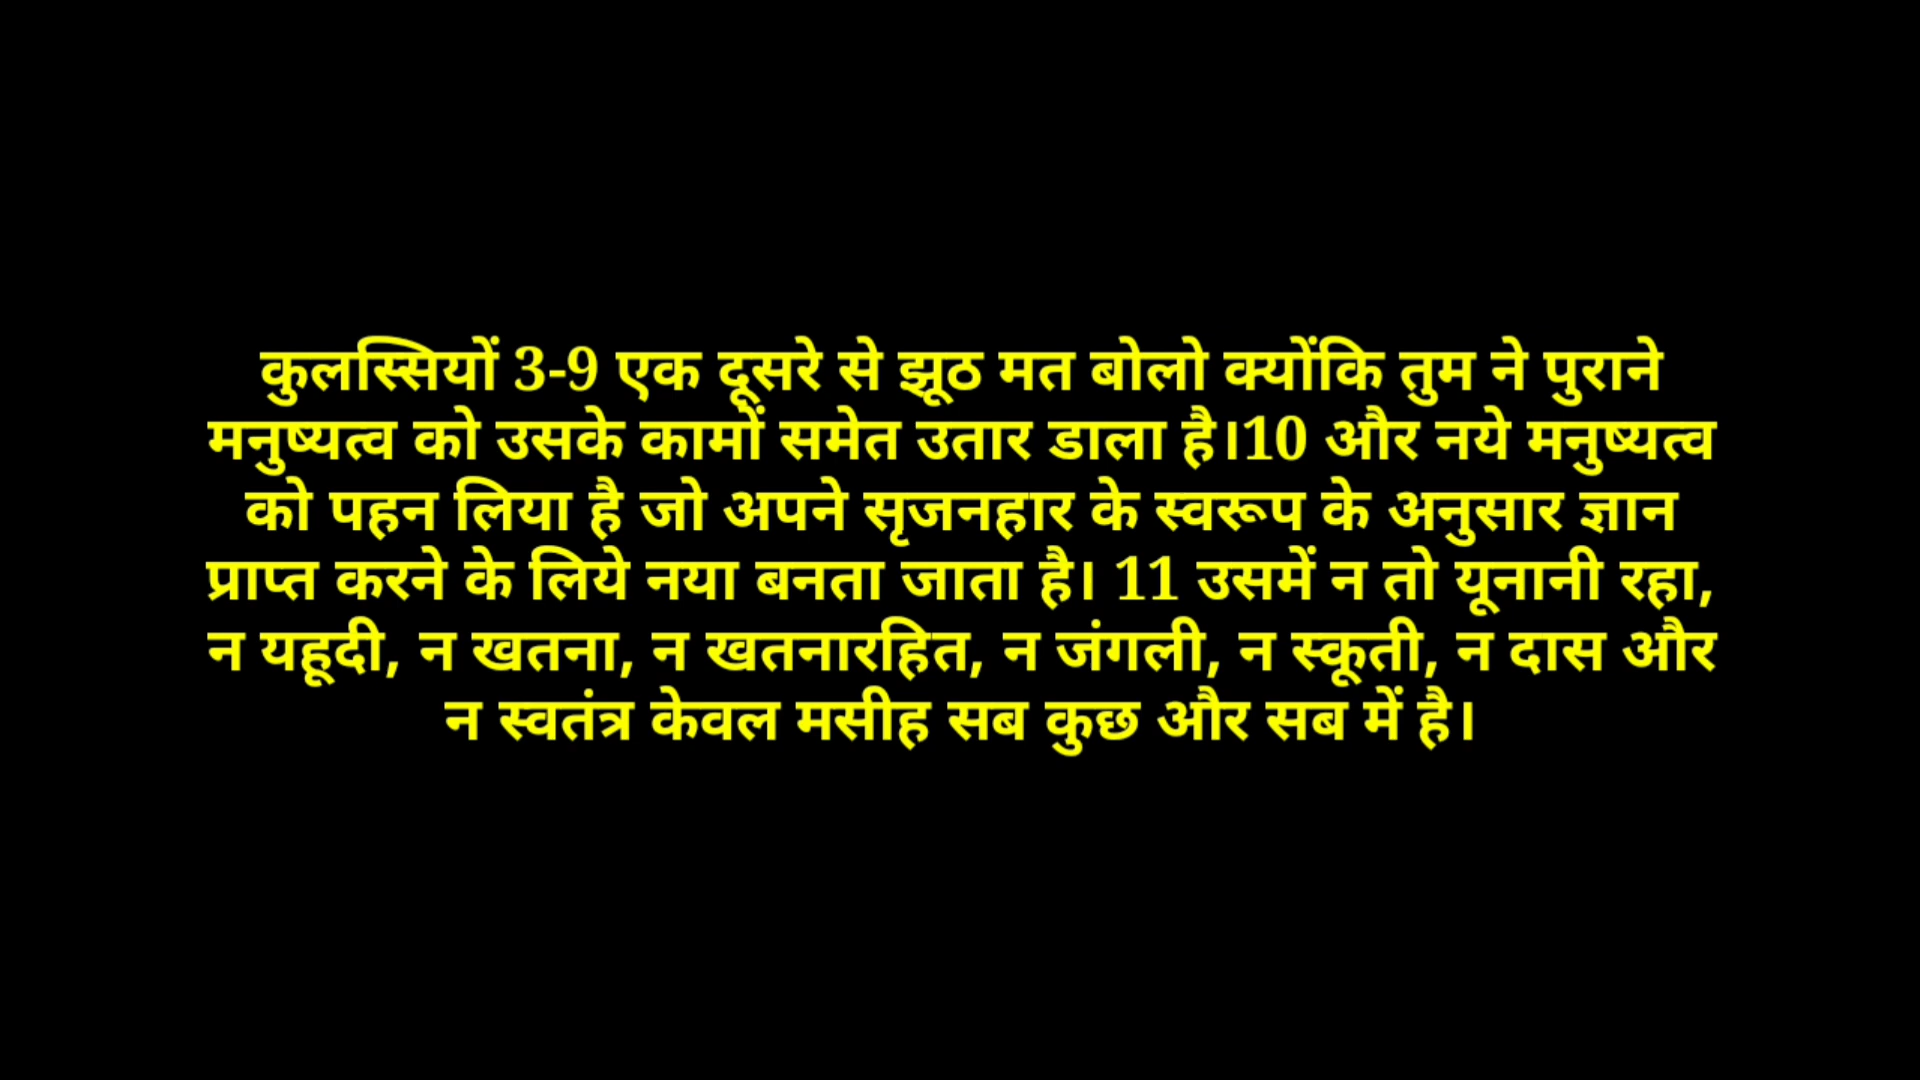 कुलस्सियों 3-9 एक दूसरे से झूठ मत बोलो क्योंकि तुम ने पुराने
मनुष्यत्व को उसके कामों समेत उतार डाला है।10 और नये मनुष्यत्व
को पहन लिया है जो अपने सृजनहार के स्वरूप के अनुसार ज्ञान
प्राप्त करने के लिये नया बनता जाता है। 11 उसमें न तो यूनानी रहा,
न यहूदी, न खतना, न खतनारहित, न जंगली, न स्कूती, न दास और
न स्वतंत्र केवल मसीह सब कुछ और सब में है।